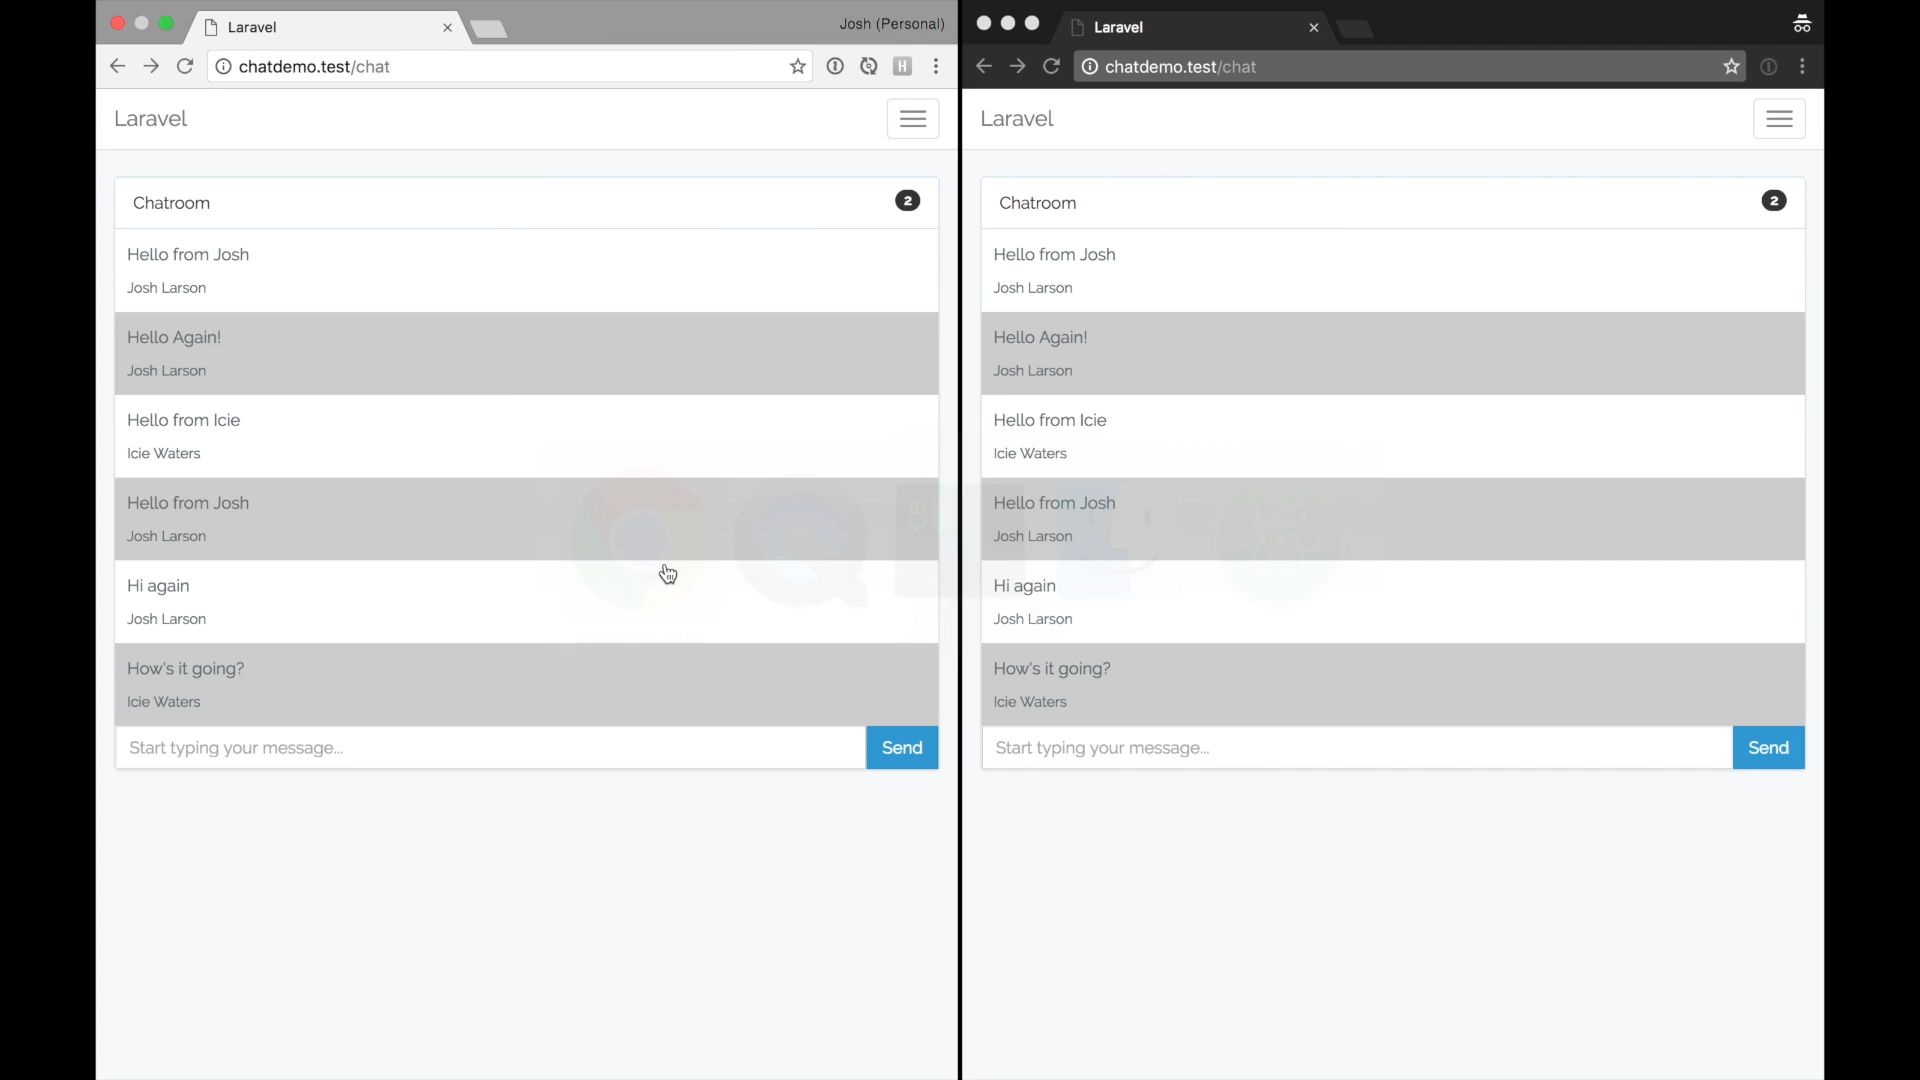 Laravel
Josh (Personal)
chatdemo.test/chat
H
Laravel
Chatroom
2
Hello from Josh
Josh Larson
Hello Again!
Josh Larson
Hello from Icie
Icie Waters
Hello from Josh
Josh Larson
Hi again
Josh Larson
How's it going?
Icie Waters
Start typing your message...
Send
Laravel
chatdemo.test/chat
Laravel
Chatroom
2
Hello from Josh
Josh Larson
Hello Again!
Josh Larson
Hello from Icie
Icie Waters
Hello from Josh
Josh Larson
Hi again
Josh Larson
How's it going?
Icie Waters
Start typing your message...
Send
$